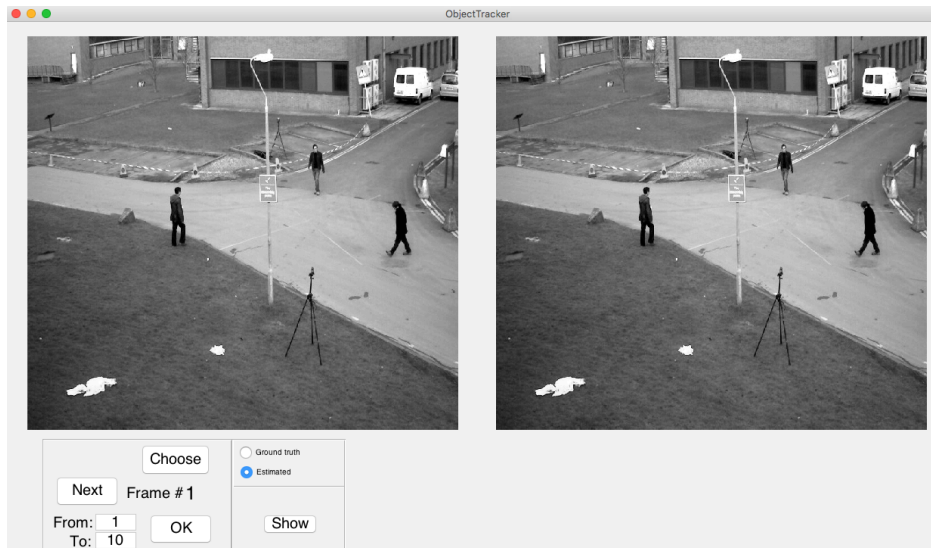 ObjectTracker
Choose
Ground truth
Estimated
Next
Frame # 1
From: 1
OK
Show
To: 10